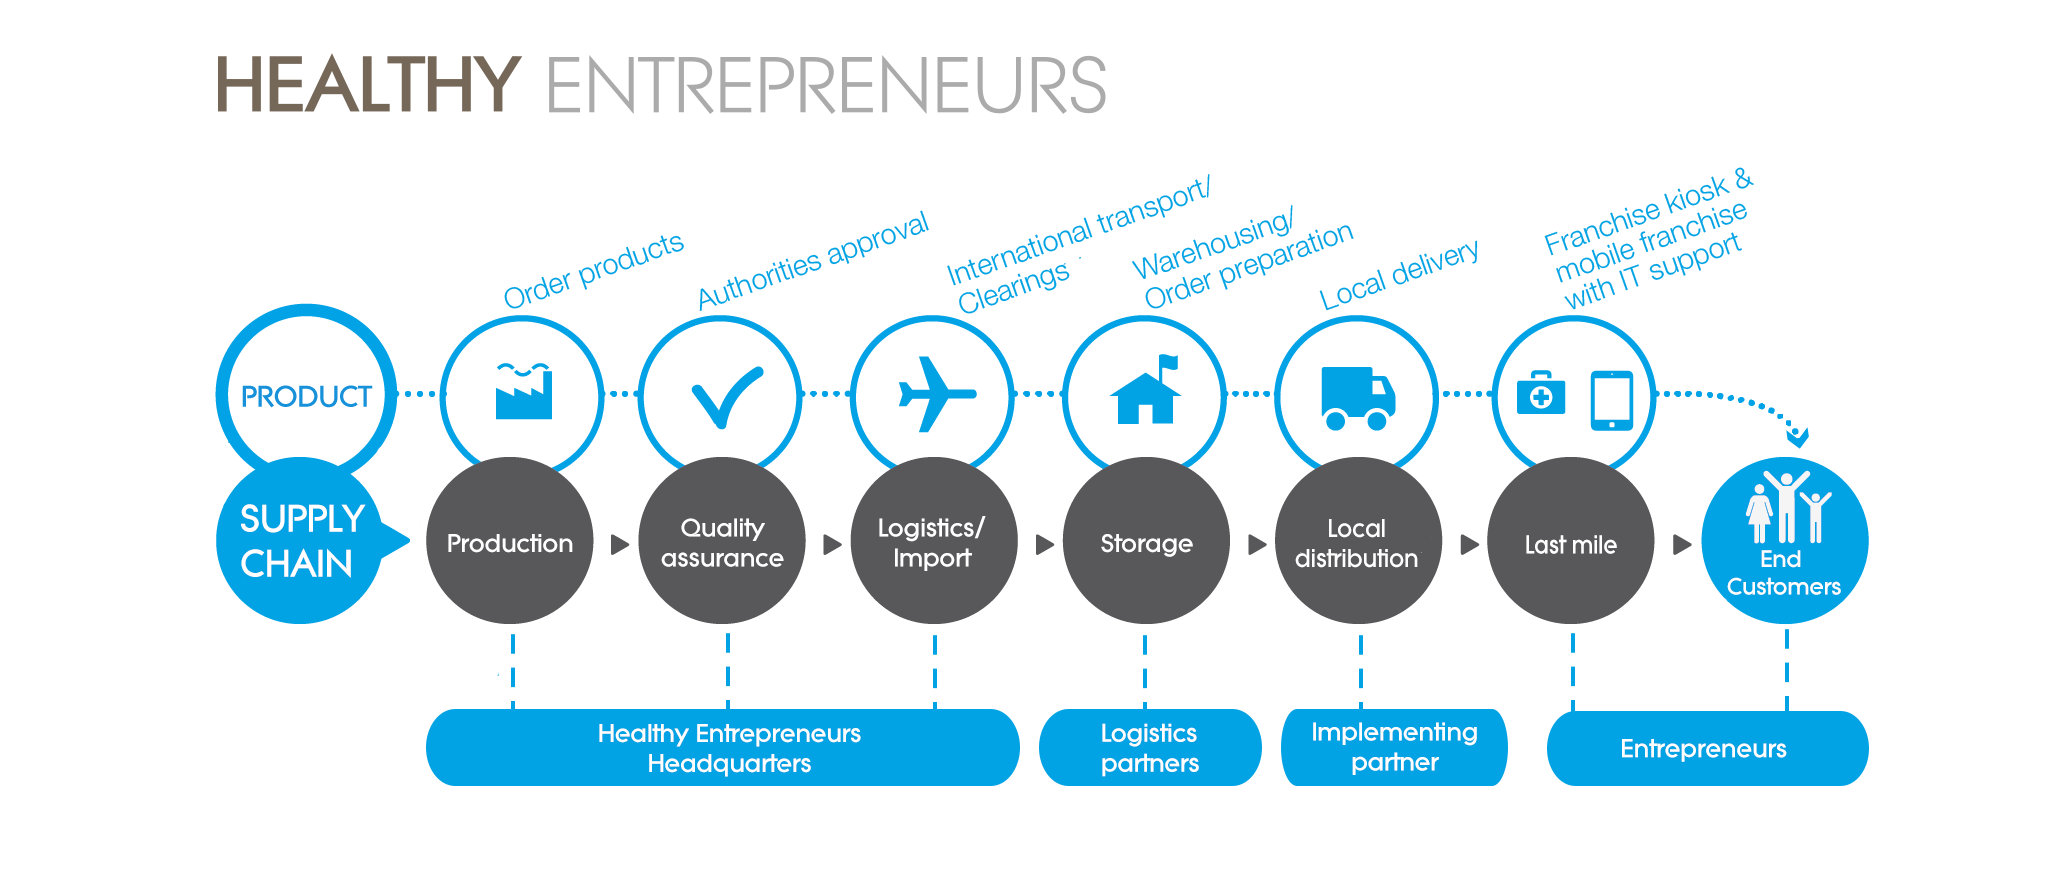 HEALTHY ENTREPRENEURS
Order products
Authorities approval
International transport/
Clearings
Warehousing/
Order preparation
Local delivery
Franchise kiosk &
mobile franchise
with IT support
PRODUCT
SUPPLY
CHAIN
Production
Quality
assurance
Logistics/
Import
Storage
Local
distribution
Last mile
End
Customers
Healthy Entrepreneurs
Headquarters
Logistics
partners
Implementing
partner
Entrepreneurs